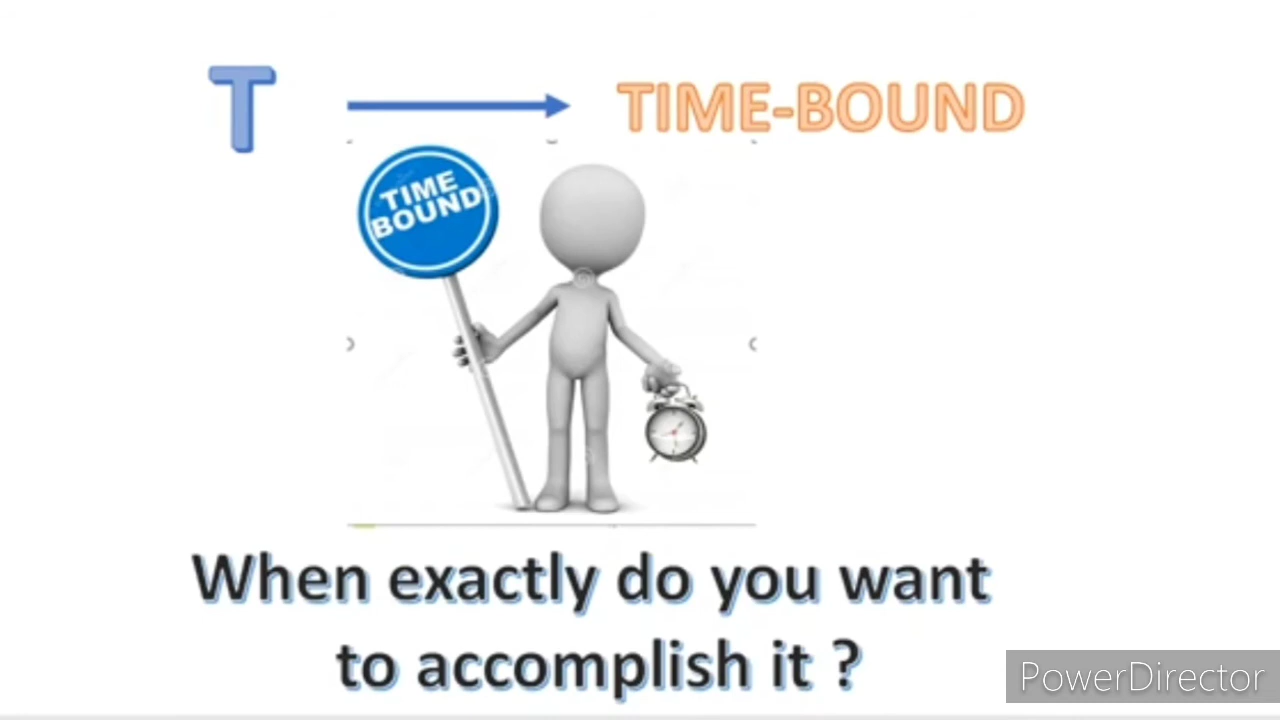 T
TIME-BOUND
TIME
BOUND
When exactly do you want
to accomplish it ?
PowerDirector